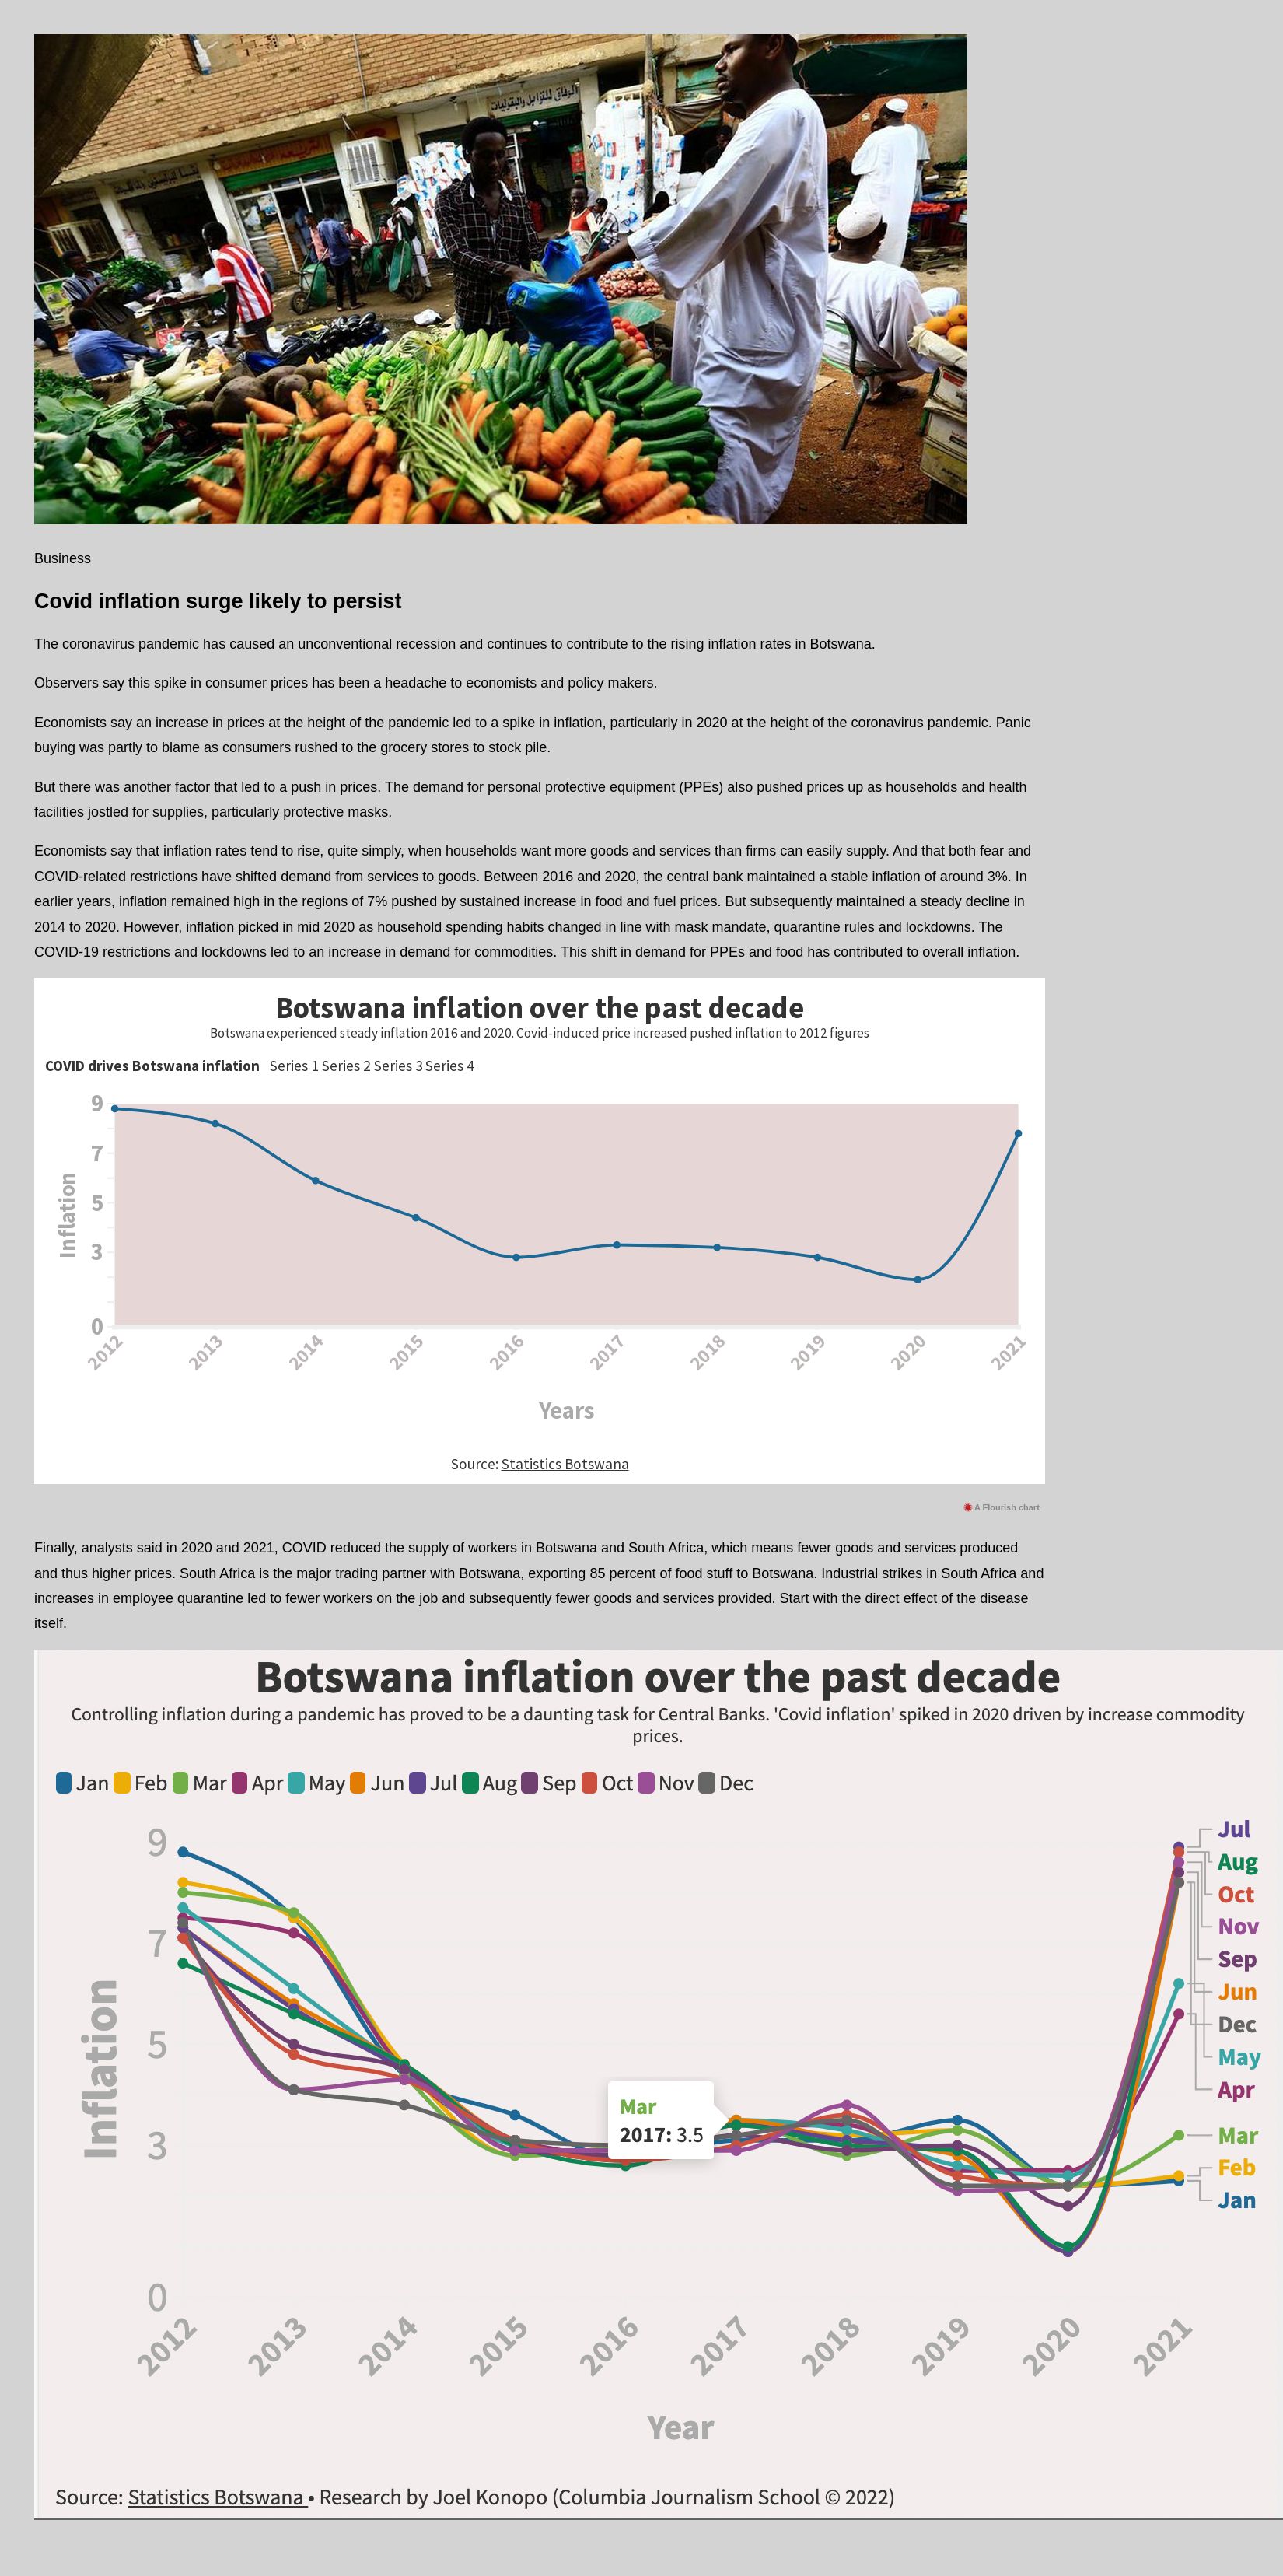 الرفاق للتوابل والبقوليات
Business
Covid inflation surge likely to persist
The coronavirus pandemic has caused an unconventional recession and continues to contribute to the rising inflation rates in Botswana.
Observers say this spike in consumer prices has been a headache to economists and policy makers.
Economists say an increase in prices at the height of the pandemic led to a spike in inflation, particularly in 2020 at the height of the coronavirus pandemic. Panic
buying was partly to blame as consumers rushed to the grocery stores to stock pile.
But there was another factor that led to a push in prices. The demand for personal protective equipment (PPEs) also pushed prices up as households and health
facilities jostled for supplies, particularly protective masks.
Economists say that inflation rates tend to rise, quite simply, when households want more goods and services than firms can easily supply. And that both fear and
COVID-related restrictions have shifted demand from services to goods. Between 2016 and 2020, the central bank maintained a stable inflation of around 3%. In
earlier years, inflation remained high in the regions of 7% pushed by sustained increase in food and fuel prices. But subsequently maintained a steady decline in
2014 to 2020. However, inflation picked in mid 2020 as household spending habits changed in line with mask mandate, quarantine rules and lockdowns. The
COVID-19 restrictions and lockdowns led to an increase in demand for commodities. This shift in demand for PPEs and food has contributed to overall inflation.
Botswana inflation over the past decade
Botswana experienced steady inflation 2016 and 2020. Covid-induced price increased pushed inflation to 2012 figures
COVID drives Botswana inflation Series 1 Series 2 Series 3 Series 4
9
7
5
3
0
Inflation
2012 2013 2014 2015 2016 2017 2018 2019 2020 2021
Years
Source: Statistics Botswana
A Flourish chart
Finally, analysts said in 2020 and 2021, COVID reduced the supply of workers in Botswana and South Africa, which means fewer goods and services produced
and thus higher prices. South Africa is the major trading partner with Botswana, exporting 85 percent of food stuff to Botswana. Industrial strikes in South Africa and
increases in employee quarantine led to fewer workers on the job and subsequently fewer goods and services provided. Start with the direct effect of the disease
itself.
Botswana inflation over the past decade
Controlling inflation during a pandemic has proved to be a daunting task for Central Banks. 'Covid inflation' spiked in 2020 driven by increase commodity
prices.
Jan Feb Mar Apr May Jun Jul Aug Sep Oct Nov Dec
9
7
5
3
0
Inflation
Mar
2017: 3.5
Jul
Aug
Oct
Nov
Sep
Jun
Dec
May
Apr
Mar
Feb
Jan
2012 2013 2014 2015 2016 2017 2018 2019 2020 2021
Year
Source: Statistics Botswana • Research by Joel Konopo (Columbia Journalism School © 2022)